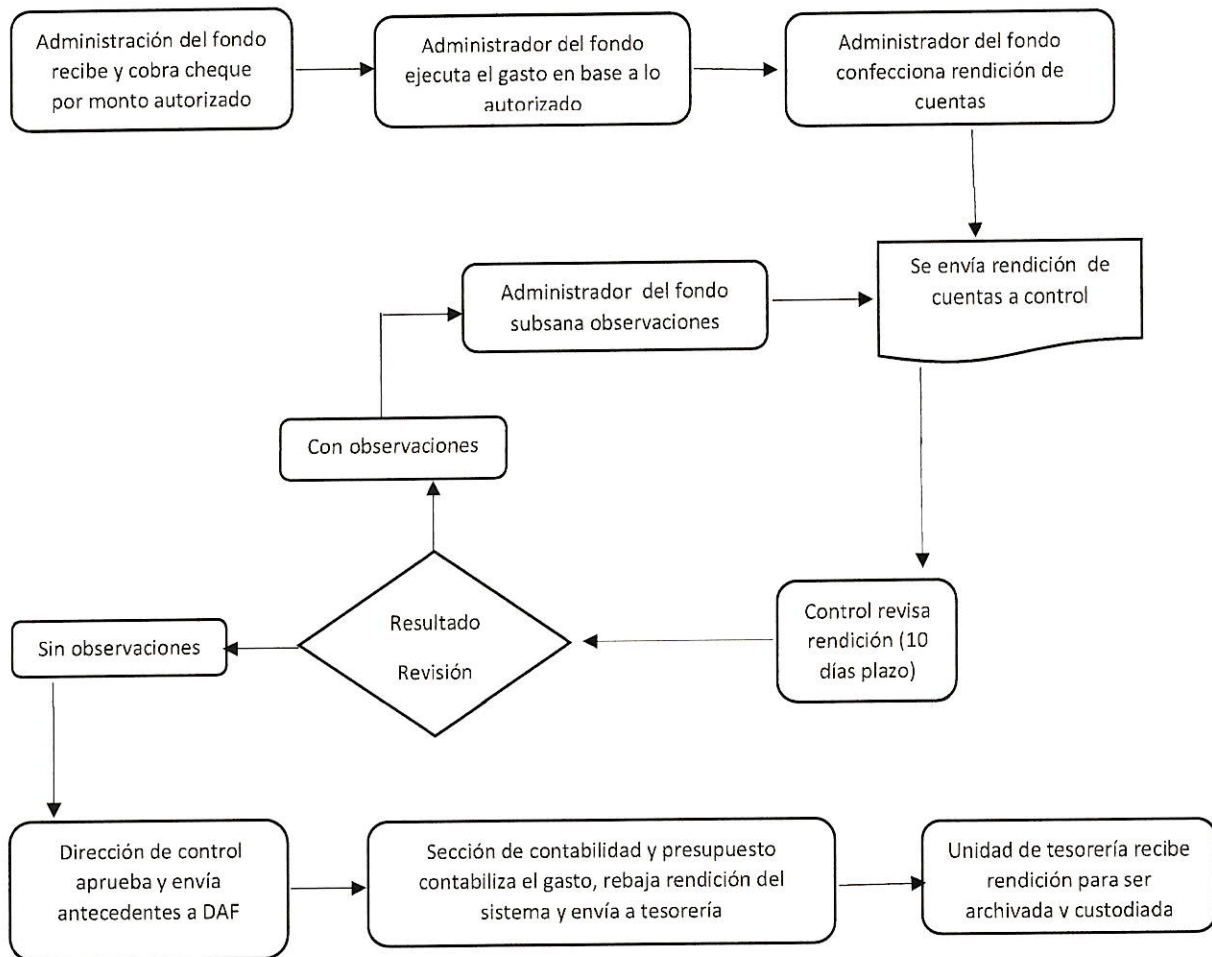 Administración del fondo
recibe y cobra cheque
por monto autorizado
Administrador del fondo
ejecuta el gasto en base a lo
autorizado
Administrador del fondo
confecciona rendición de
cuentas
Se envía rendición de
cuentas a control
Administrador del fondo
subsana observaciones
Con observaciones
Control revisa
rendición (10
días plazo)
Resultado
Revisión
Sin observaciones
Dirección de control
aprueba y envía
antecedentes a DAF
Sección de contabilidad y presupuesto
contabiliza el gasto, rebaja rendición del
sistema y envía a tesorería
Unidad de tesorería recibe
rendición para ser
archivada y custodiada